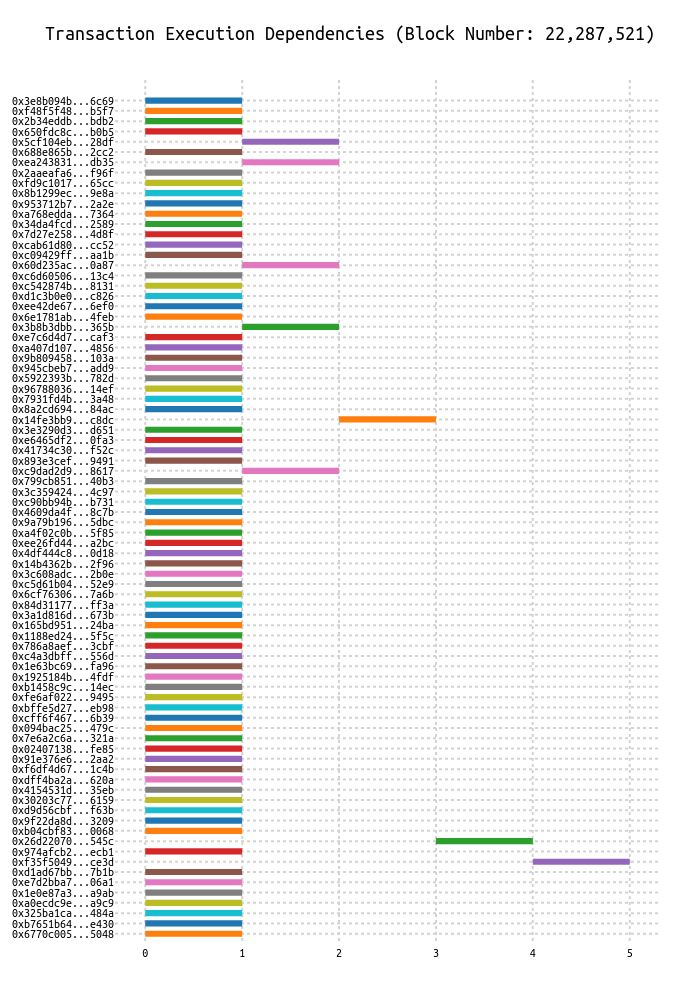 Transaction Execution Dependencies (Block Number: 22,287,521)
0x3e8b094b...6c69
0xf48f5f48...b5f7
0x2b34eddb...bdb2
0x650fdc8c...b0b5
0x5cf104eb...28df
0x688e865b...2cc2
0xea243831...db35
0x2aaeafa6...f96f
0xfd9c1017...65cc
0x8b1299ec...9e8a
0x953712b7...2a2e
0xa768edda...7364
0x34da4fcd...2589
0x7d27e258...4d8f
0xcab61d80...cc52
0xc09429ff...aa1b
0x60d235ac...0a87
0xc6d60506...13c4
0xc542874b...8131
0xd1c3b0e0...c826
0xee42de67...6ef0
0x6e1781ab...4feb
0x3b8b3dbb...365b
0xe7c6d4d7...caf3
0xa407d107...4856
0x9b809458...103a
0x945cbeb7...add9
0x5922393b...782d
0x96788036...14ef
0x7931fd4b...3a48
0x8a2cd694...84ac
0x14fe3bb9...c8dc
0x3e3290d3...d651
0xe6465df2...0fa3
0x41734c30...f52c
0x893e3cef...9491
0xc9dad2d9...8617
0x799cb851...40b3
0x3c359424...4c97
0xc90bb94b...b731
0x4609da4f...8c7b
0x9a79b196...5dbc
0xa4f02c0b...5f85
0xee26fd44...a2bc
0x4df444c8...0d18
0x14b4362b...2f96
0x3c608adc...2b0e
0xc5d61b04...52e9
0x6cf76306...7a6b
0x84d31177...ff3a
0x3a1d816d...673b
0x165bd951...24ba
0x1188ed24...5f5c
0x786a8aef...3cbf
0xc4a3dbff...556d
0x1e63bc69...fa96
0x1925184b...4fdf
0xb1458c9c...14ec
0xfe6af022...9495
0xbffe5d27...eb98
0xcff6f467...6b39
0x094bac25...479c
0x7e6a2c6a...321a
0x02407138...fe85
0x91e376e6...2aa2
0xf6df4d67...1c4b
0xdff4ba2a...620a
0x4154531d...35eb
0x30203c77...6159
0xd9d56cbf...f63b
0x9f22da8d...3209
0xb04cbf83...0068
0x26d22070...545c
0x974afcb2...ecb1
0xf35f5049...ce3d
0xd1ad67bb...7b1b
0xe7d2bba7...06a1
0x1e0e87a3...a9ab
0xa0ecdc9e...a9c9
0x325ba1ca...484a
0xb7651b64...e430
0x6770c005...5048
0 1 2 3 4 5